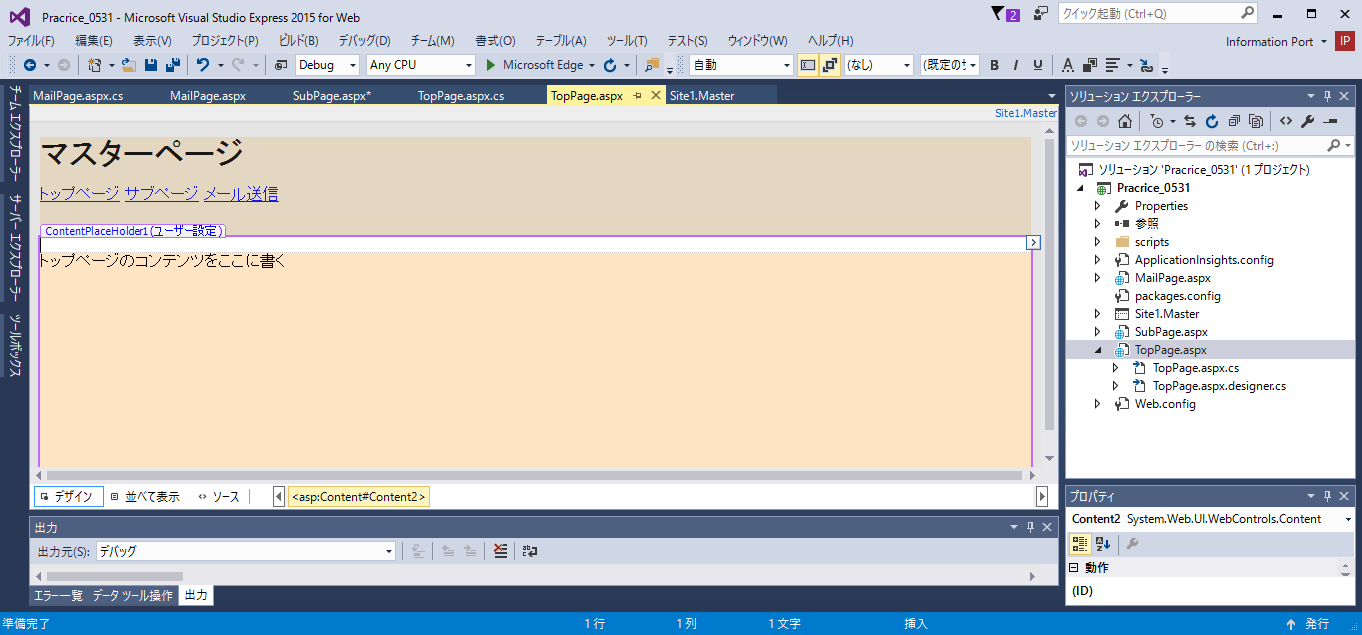 Pracrice_0531 - Microsoft Visual Studio Express 2015 for Web
2
クイック起動 (Ctrl+Q)
ファイル(F) 編集(E) 表示(V) プロジェクト(P) ビルド(B) デバッグ(D) チーム(M) 書式(O) テーブル(A) ツール(T) テスト(S) ウィンドウ(W) ヘルプ(H)
Information Port
IP
Debug Any CPU Microsoft Edge 自動 (なし) (既定のち B I U A
チーム エクスプローラー
サーバー エクスプローラー
ツールボックス
MailPage.aspx.cs MailPage.aspx SubPage.aspx* TopPage.aspx.cs TopPage.aspx Site1.Master
Site1.Master
マスターページ
トップページ サブページ メール送信
ContentPlaceHolder1 (ユーザー設定)
トップページのコンテンツをここに書く
デザイン 並べて表示 ソース <asp:Content#Content2>
出力
出力元(S): デバッグ
エラー一覧 データ ツール操作 出力
ソリューション エクスプローラー
ソリューション エクスプローラー の検索 (Ctrl+:)
ソリューション 'Pracrice_0531' (1 プロジェクト)
Pracrice_0531
Properties
参照
scripts
ApplicationInsights.config
MailPage.aspx
packages.config
Site1.Master
SubPage.aspx
TopPage.aspx
TopPage.aspx.cs
TopPage.aspx.designer.cs
Web.config
プロパティ
Content2 System.Web.UI.WebControls.Content
動作
(ID)
準備完了 1 行 1 列 1 文字 挿入 発行